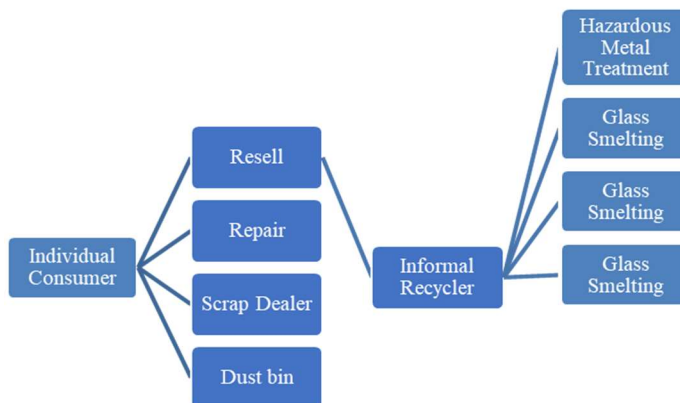 Individual
Consumer
Resell
Repair
Scrap Dealer
Dust bin
Informal
Recycler
Hazardous
Metal
Treatment
Glass
Smelting
Glass
Smelting
Glass
Smelting